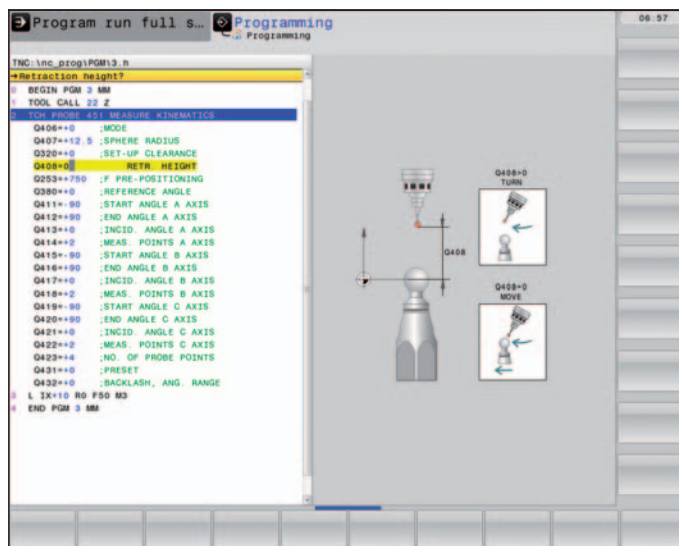 Program run full s…
Programming
Programming
06:57
TNC:\nc_prog\PGM\3.h
→Retraction height?
0 BEGIN PGM 3 MM
1 TOOL CALL 22 Z
2 TCH PROBE 451 MEASURE KINEMATICS
Q406=+0 ;MODE
Q407=+12.5 ;SPHERE RADIUS
Q320=+0 ;SET-UP CLEARANCE
Q408=0 RETR. HEIGHT
Q253=+750 ;F PRE-POSITIONING
Q380=+0 ;REFERENCE ANGLE
Q411=-90 ;START ANGLE A AXIS
Q412=+90 ;END ANGLE A AXIS
Q413=+0 ;INCID. ANGLE A AXIS
Q414=+2 ;MEAS. POINTS A AXIS
Q415=-90 ;START ANGLE B AXIS
Q416=+90 ;END ANGLE B AXIS
Q417=+0 ;INCID. ANGLE B AXIS
Q418=+2 ;MEAS. POINTS B AXIS
Q419=-90 ;START ANGLE C AXIS
Q420=+90 ;END ANGLE C AXIS
Q421=+0 ;INCID. ANGLE C AXIS
Q422=+2 ;MEAS. POINTS C AXIS
Q423=+4 ;NO. OF PROBE POINTS
Q431=+0 ;PRESET
Q432=+0 ;BACKLASH, ANG. RANGE
3 L IX+10 R0 F50 M3
4 END PGM 3 MM
Q408
Q408>0
TURN
Q408=0
MOVE